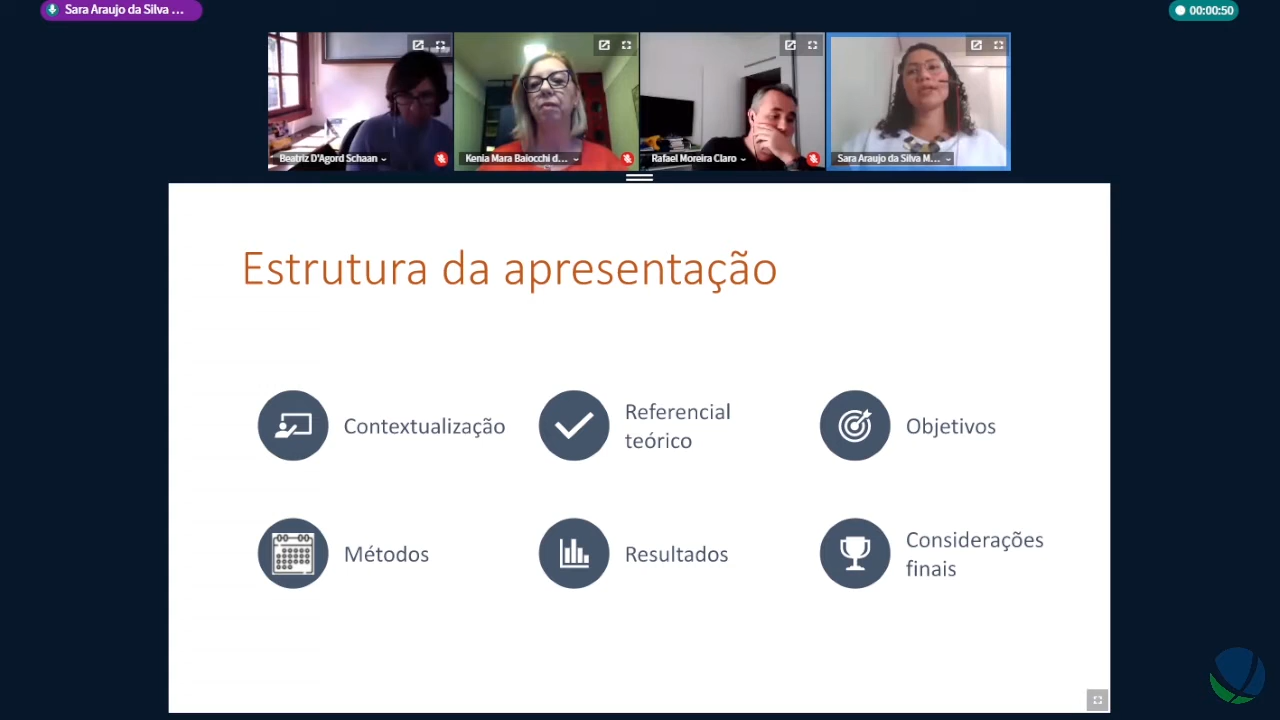 Sara Araujo da Silva ...
00:00:50
Beatriz D'Agord Schaan
Kenia Mara Baiocchi d...
Rafael Moreira Claro
Sara Araujo da Silva M...
Estrutura da apresentação
Contextualização
Referencial
teórico
Objetivos
Métodos
Resultados
Considerações
finais